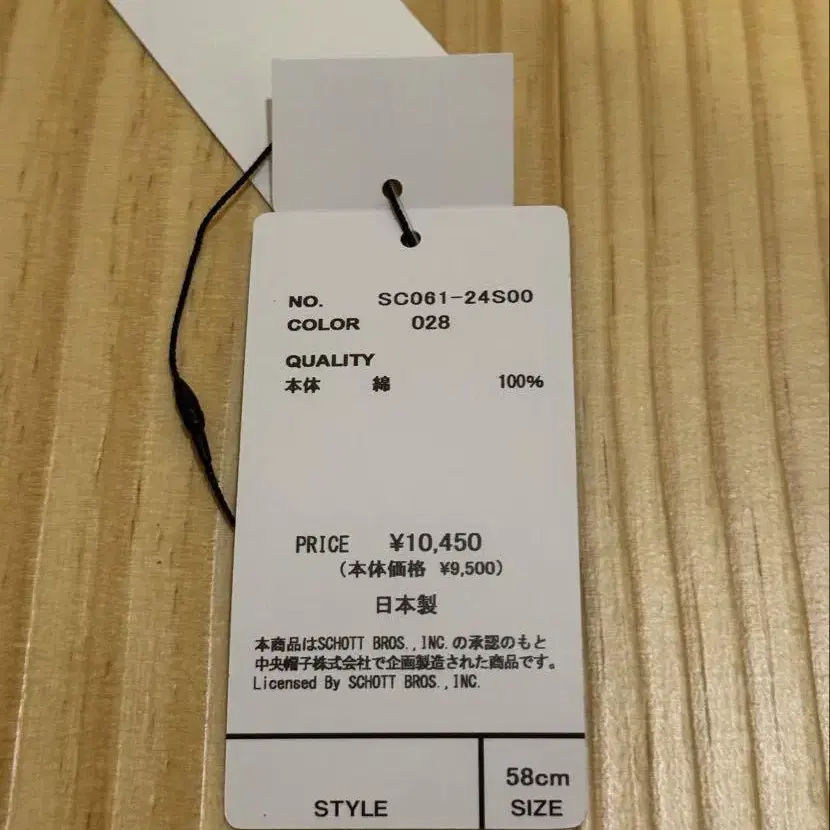 NO. SC061-24S00
COLOR 028
QUALITY
本体 綿 100%
PRICE ¥10,450
(本体価格 ¥9,500)
日本製
本商品はSCHOTT BROS.,INC.の承認のもと
中央帽子株式会社で企画製造された商品です。
Licensed By SCHOTT BROS.,INC.
58cm
STYLE SIZE